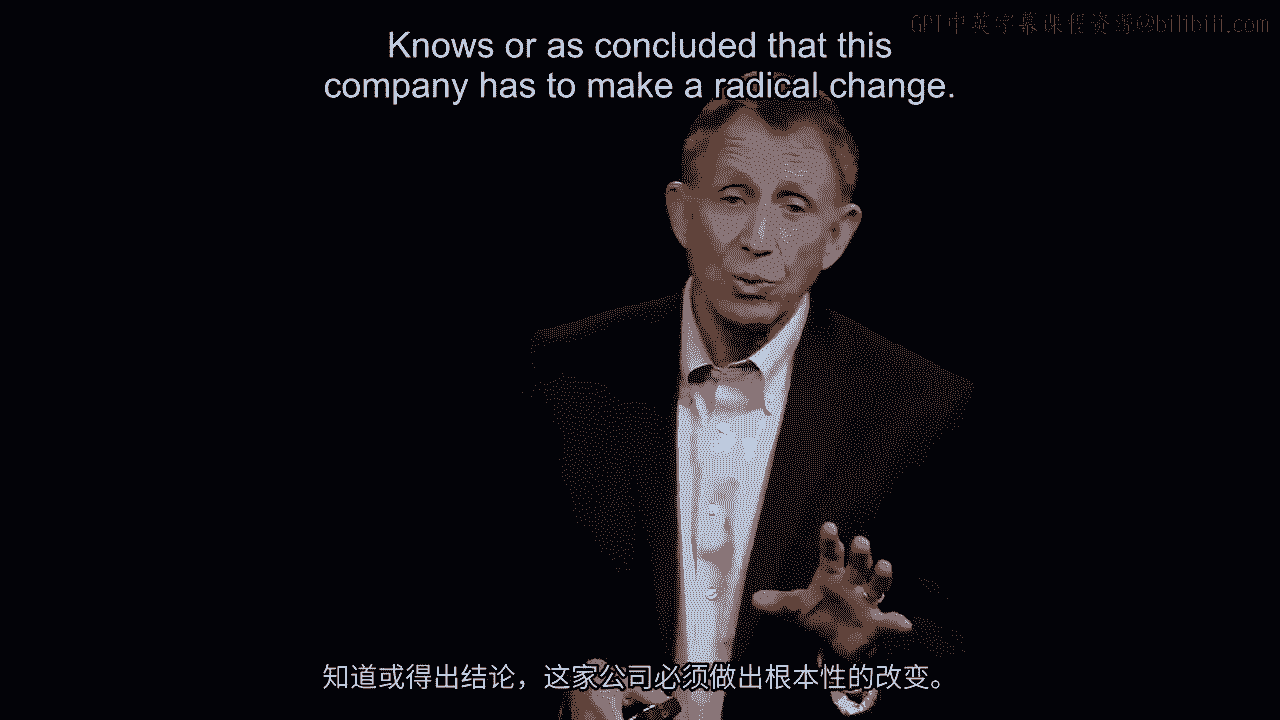 GPT中英字幕课程资源@bilibili.com
Knows or as concluded that this
company has to make a radical change.
知道或得出结论，这家公司必须做出根本性的改变。